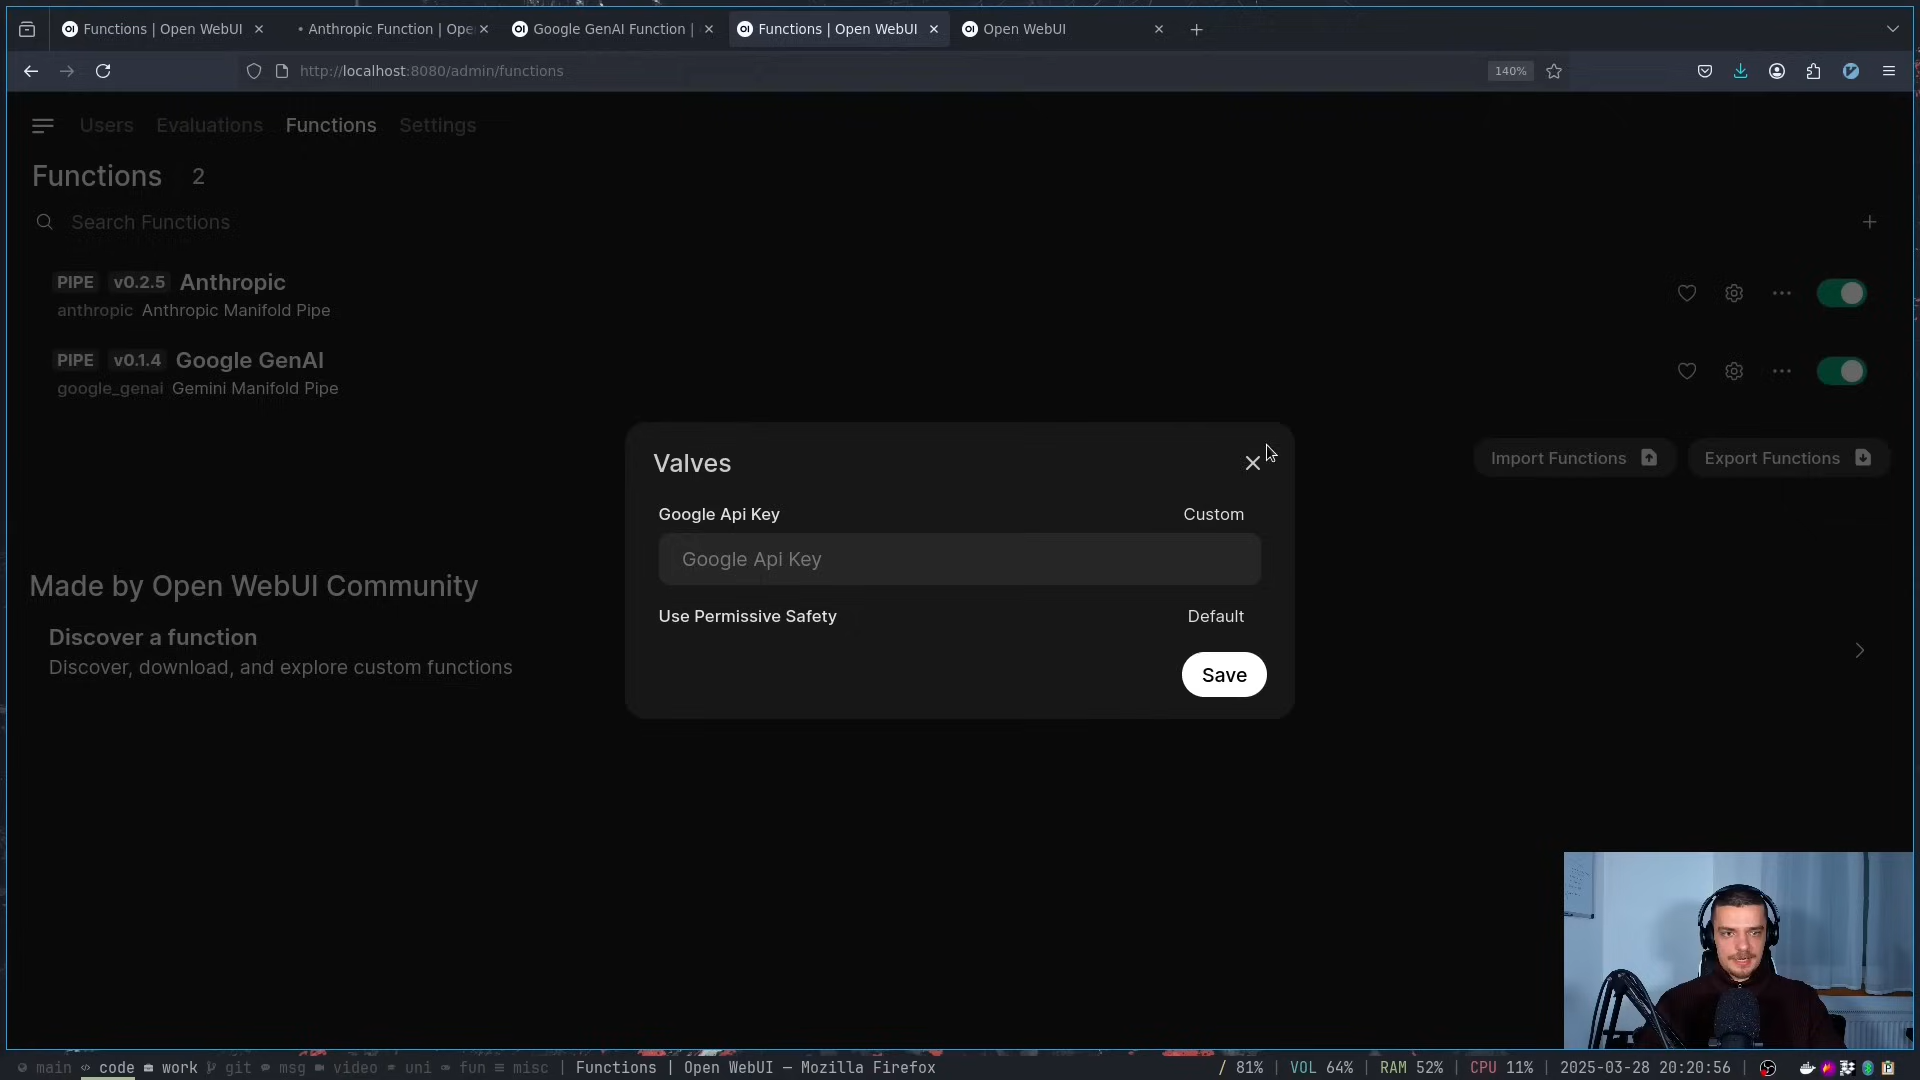 Functions | Open WebUI
Anthropic Function | Ope
Google GenAI Function |
Functions | Open WebUI
Open WebUI
http://localhost:8080/admin/functions
140%
Users Evaluations Functions Settings
Functions 2
Search Functions
PIPE v0.2.5 Anthropic
anthropic Anthropic Manifold Pipe
PIPE v0.1.4 Google GenAI
google_genai Gemini Manifold Pipe
Import Functions
Export Functions
Valves
Google Api Key Custom
Google Api Key
Use Permissive Safety Default
Save
Made by Open WebUI Community
Discover a function
Discover, download, and explore custom functions
main code work git msg video uni fun misc | Functions | Open WebUI — Mozilla Firefox
/ 81% | VOL 64% | RAM 52% | CPU 11% | 2025-03-28 20:20:56 |